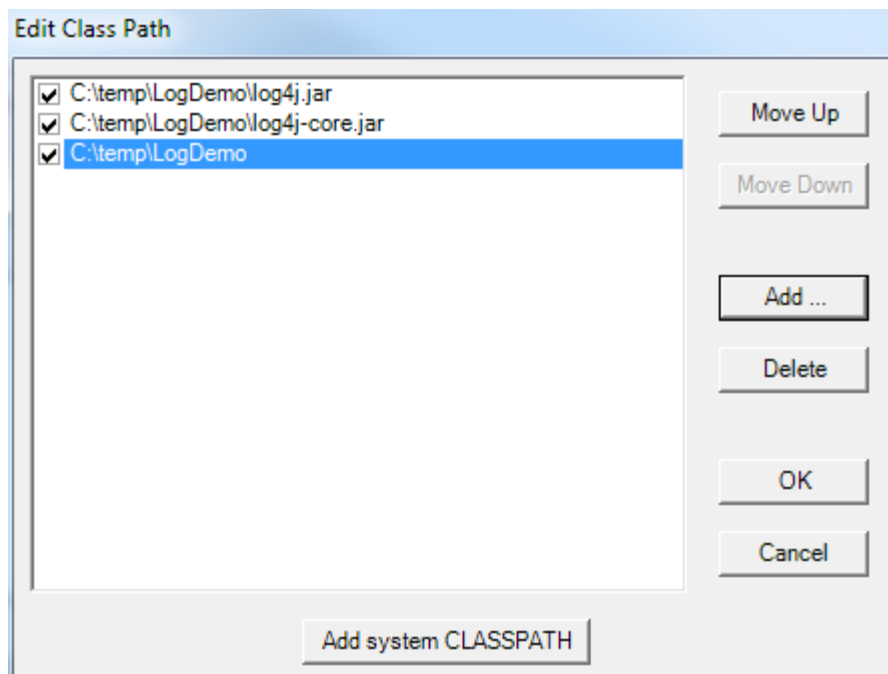 Edit Class Path
C:\temp\LogDemo\log4j.jar
C:\temp\LogDemo\log4j-core.jar
C:\temp\LogDemo
Move Up
Move Down
Add ...
Delete
OK
Cancel
Add system CLASSPATH